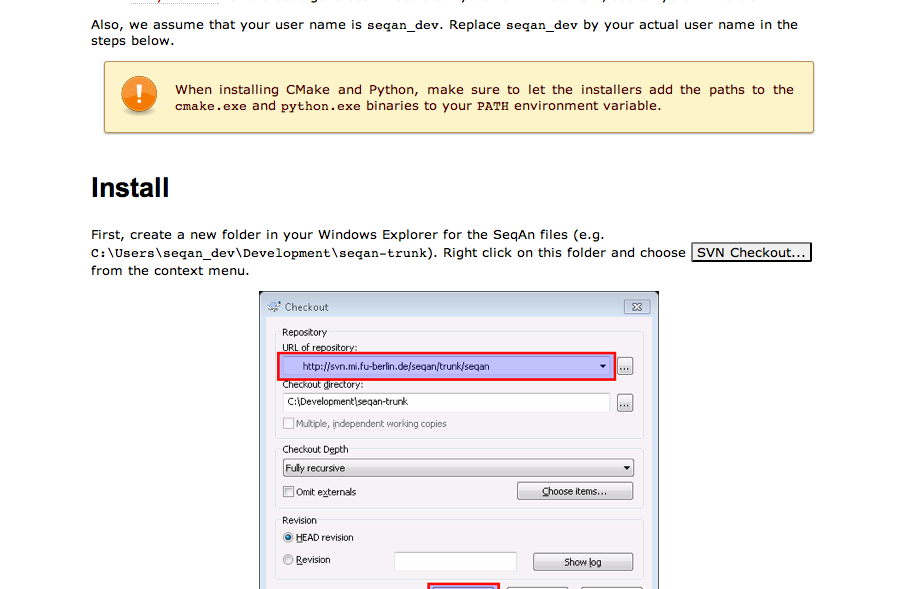 Also, we assume that your user name is seqan_dev. Replace seqan_dev by your actual user name in the
steps below.
When installing CMake and Python, make sure to let the installers add the paths to the
cmake.exe and python.exe binaries to your PATH environment variable.
Install
First, create a new folder in your Windows Explorer for the SeqAn files (e.g.
C:\Users\seqan_dev\Development\seqan-trunk). Right click on this folder and choose SVN Checkout...
from the context menu.
Checkout
Repository
URL of repository:
http://svn.mi.fu-berlin.de/seqan/trunk/seqan
...
Checkout directory:
C:\Development\seqan-trunk
...
Multiple, independent working copies
Checkout Depth
Fully recursive
Omit externals
Choose items...
Revision
HEAD revision
Revision
Show log